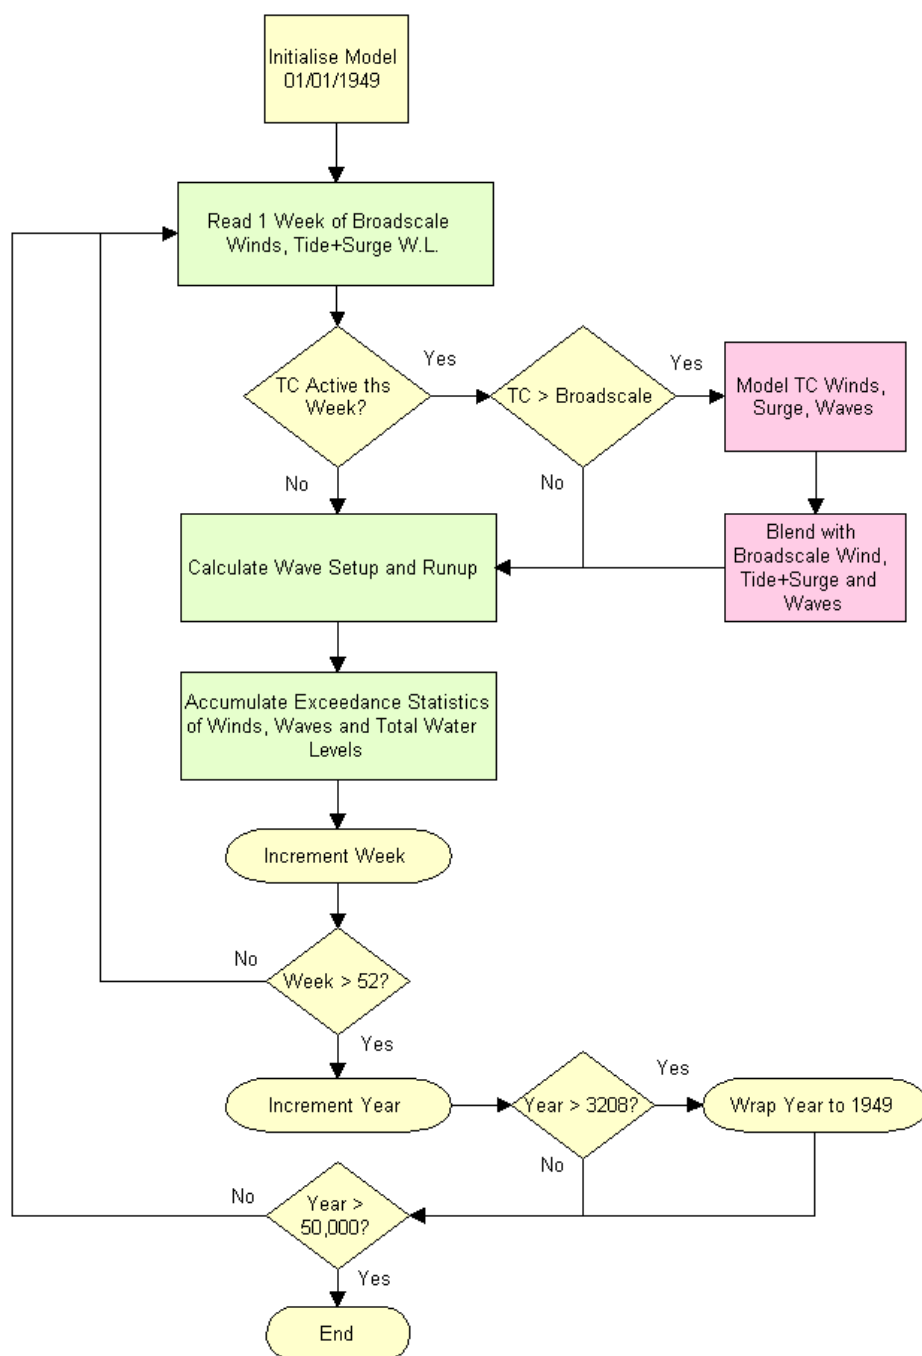 Initialise Model
01/01/1949
Read 1 Week of Broadscale
Winds, Tide+Surge W.L.
TC Active ths
Week?
Yes
TC > Broadscale
Yes
Model TC Winds,
Surge, Waves
No
No
Calculate Wave Setup and Runup
Blend with
Broadscale Wind,
Tide+Surge and
Waves
Accumulate Exceedance Statistics
of Winds, Waves and Total Water
Levels
Increment Week
No
Week > 52?
Yes
Increment Year
Year > 3208?
Yes
Wrap Year to 1949
No
No
Year >
50,000?
Yes
End